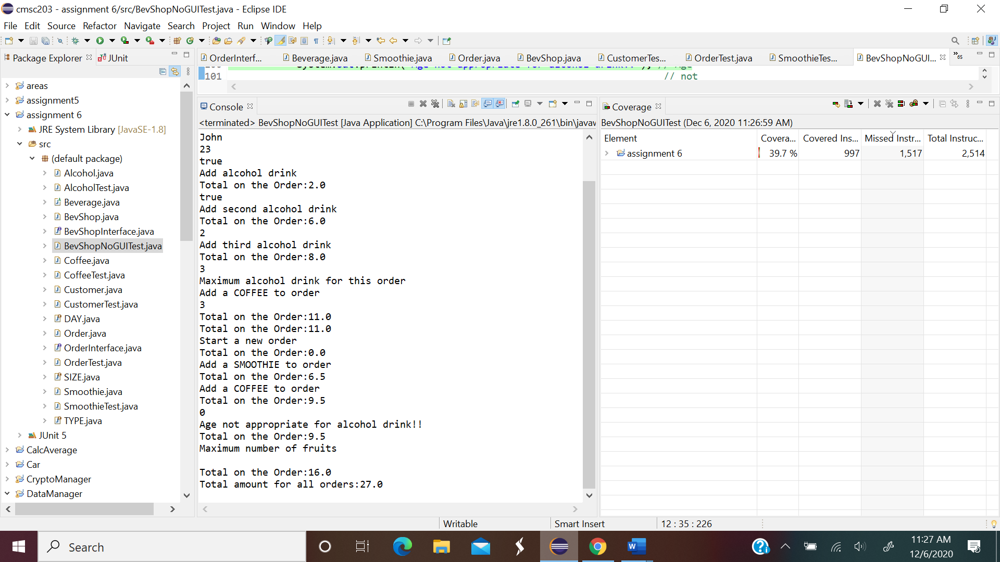 cmsc203 - assignment 6/src/BevShopNoGUITest.java - Eclipse IDE
File Edit Source Refactor Navigate Search Project Run Window Help
Package Explorer JUnit
areas
assignment5
assignment 6
JRE System Library [JavaSE-1.8]
src
(default package)
Alcohol.java
AlcoholTest.java
Beverage.java
BevShop.java
BevShopInterface.java
BevShopNoGUITest.java
Coffee.java
CoffeeTest.java
Customer.java
CustomerTest.java
DAY.java
Order.java
OrderInterface.java
OrderTest.java
SIZE.java
Smoothie.java
SmoothieTest.java
TYPE.java
JUnit 5
CalcAverage
Car
CryptoManager
DataManager
OrderInterf... Beverage.java Smoothie.java Order.java BevShop.java CustomerTes... OrderTest.java SmoothieTes... BevShopNoGUI... »65
101 // not
Console
<terminated> BevShopNoGUITest [Java Application] C:\Program Files\Java\jre1.8.0_261\bin\javaw
John
23
true
Add alcohol drink
Total on the Order:2.0
true
Add second alcohol drink
Total on the Order:6.0
2
Add third alcohol drink
Total on the Order:8.0
3
Maximum alcohol drink for this order
Add a COFFEE to order
3
Total on the Order:11.0
Total on the Order:11.0
Start a new order
Total on the Order:0.0
Add a SMOOTHIE to order
Total on the Order:6.5
Add a COFFEE to order
Total on the Order:9.5
0
Age not appropriate for alcohol drink!!
Total on the Order:9.5
Maximum number of fruits
Total on the Order:16.0
Total amount for all orders:27.0
Coverage
BevShopNoGUITest (Dec 6, 2020 11:26:59 AM)
Element Covera... Covered Ins... Missed Instr... Total Instruc...
assignment 6 39.7 % 997 1,517 2,514
Writable Smart Insert 12 : 35 : 226
Search
11:27 AM
12/6/2020